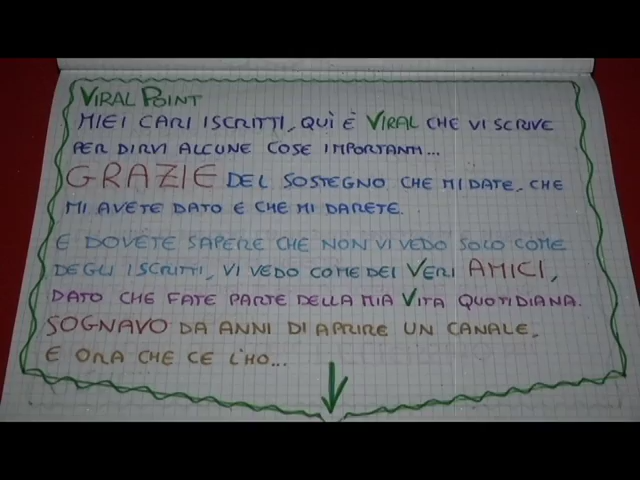 VIRAL POINT
MIEI CARI ISCRITTI, QUÌ È VIRAL CHE VI SCRIVE
PER DIRVI ALCUNE COSE IMPORTANTI...
GRAZIE DEL SOSTEGNO CHE MI DATE, CHE
MI AVETE DATO E CHE MI DARETE.
E DOVETE SAPERE CHE NON VI VEDO SOLO COME
DEGLI ISCRITTI, VI VEDO COME DEI VERI AMICI,
DATO CHE FATE PARTE DELLA MIA VITA QUOTIDIANA.
SOGNAVO DA ANNI DI APRIRE UN CANALE,
E ORA CHE CE L'HO...